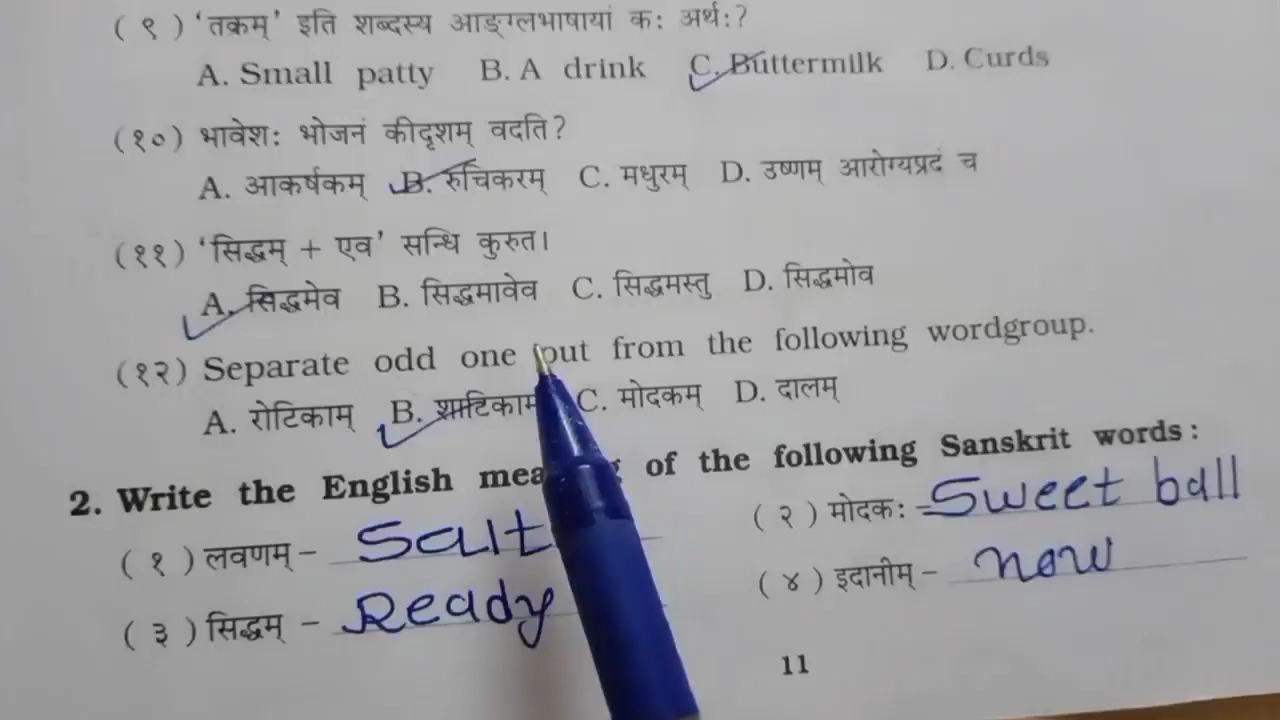 (९) 'तक्रम्' इति शब्दस्य आङ्ग्लभाषायां कः अर्थः?
A. Small patty B. A drink C. Buttermilk D. Curds
(१०) भावेशः भोजनं कीदृशम् वदति?
A. आकर्षकम् B. रुचिकरम् C. मधुरम् D. उष्णम् आरोग्यप्रदं च
(११) 'सिद्धम् + एव' सन्धि कुरुत।
A. सिद्धमेव B. सिद्धमावेव C. सिद्धमस्तु D. सिद्धमोव
(१२) Separate odd one out from the following wordgroup.
A. रोटिकाम् B. शाटिकाम् C. मोदकम् D. दालम्
2. Write the English meaning of the following Sanskrit words:
(१) लवणम् - Salt (२) मोदकः - Sweet ball
(३) सिद्धम् - Ready (४) इदानीम् - now
11